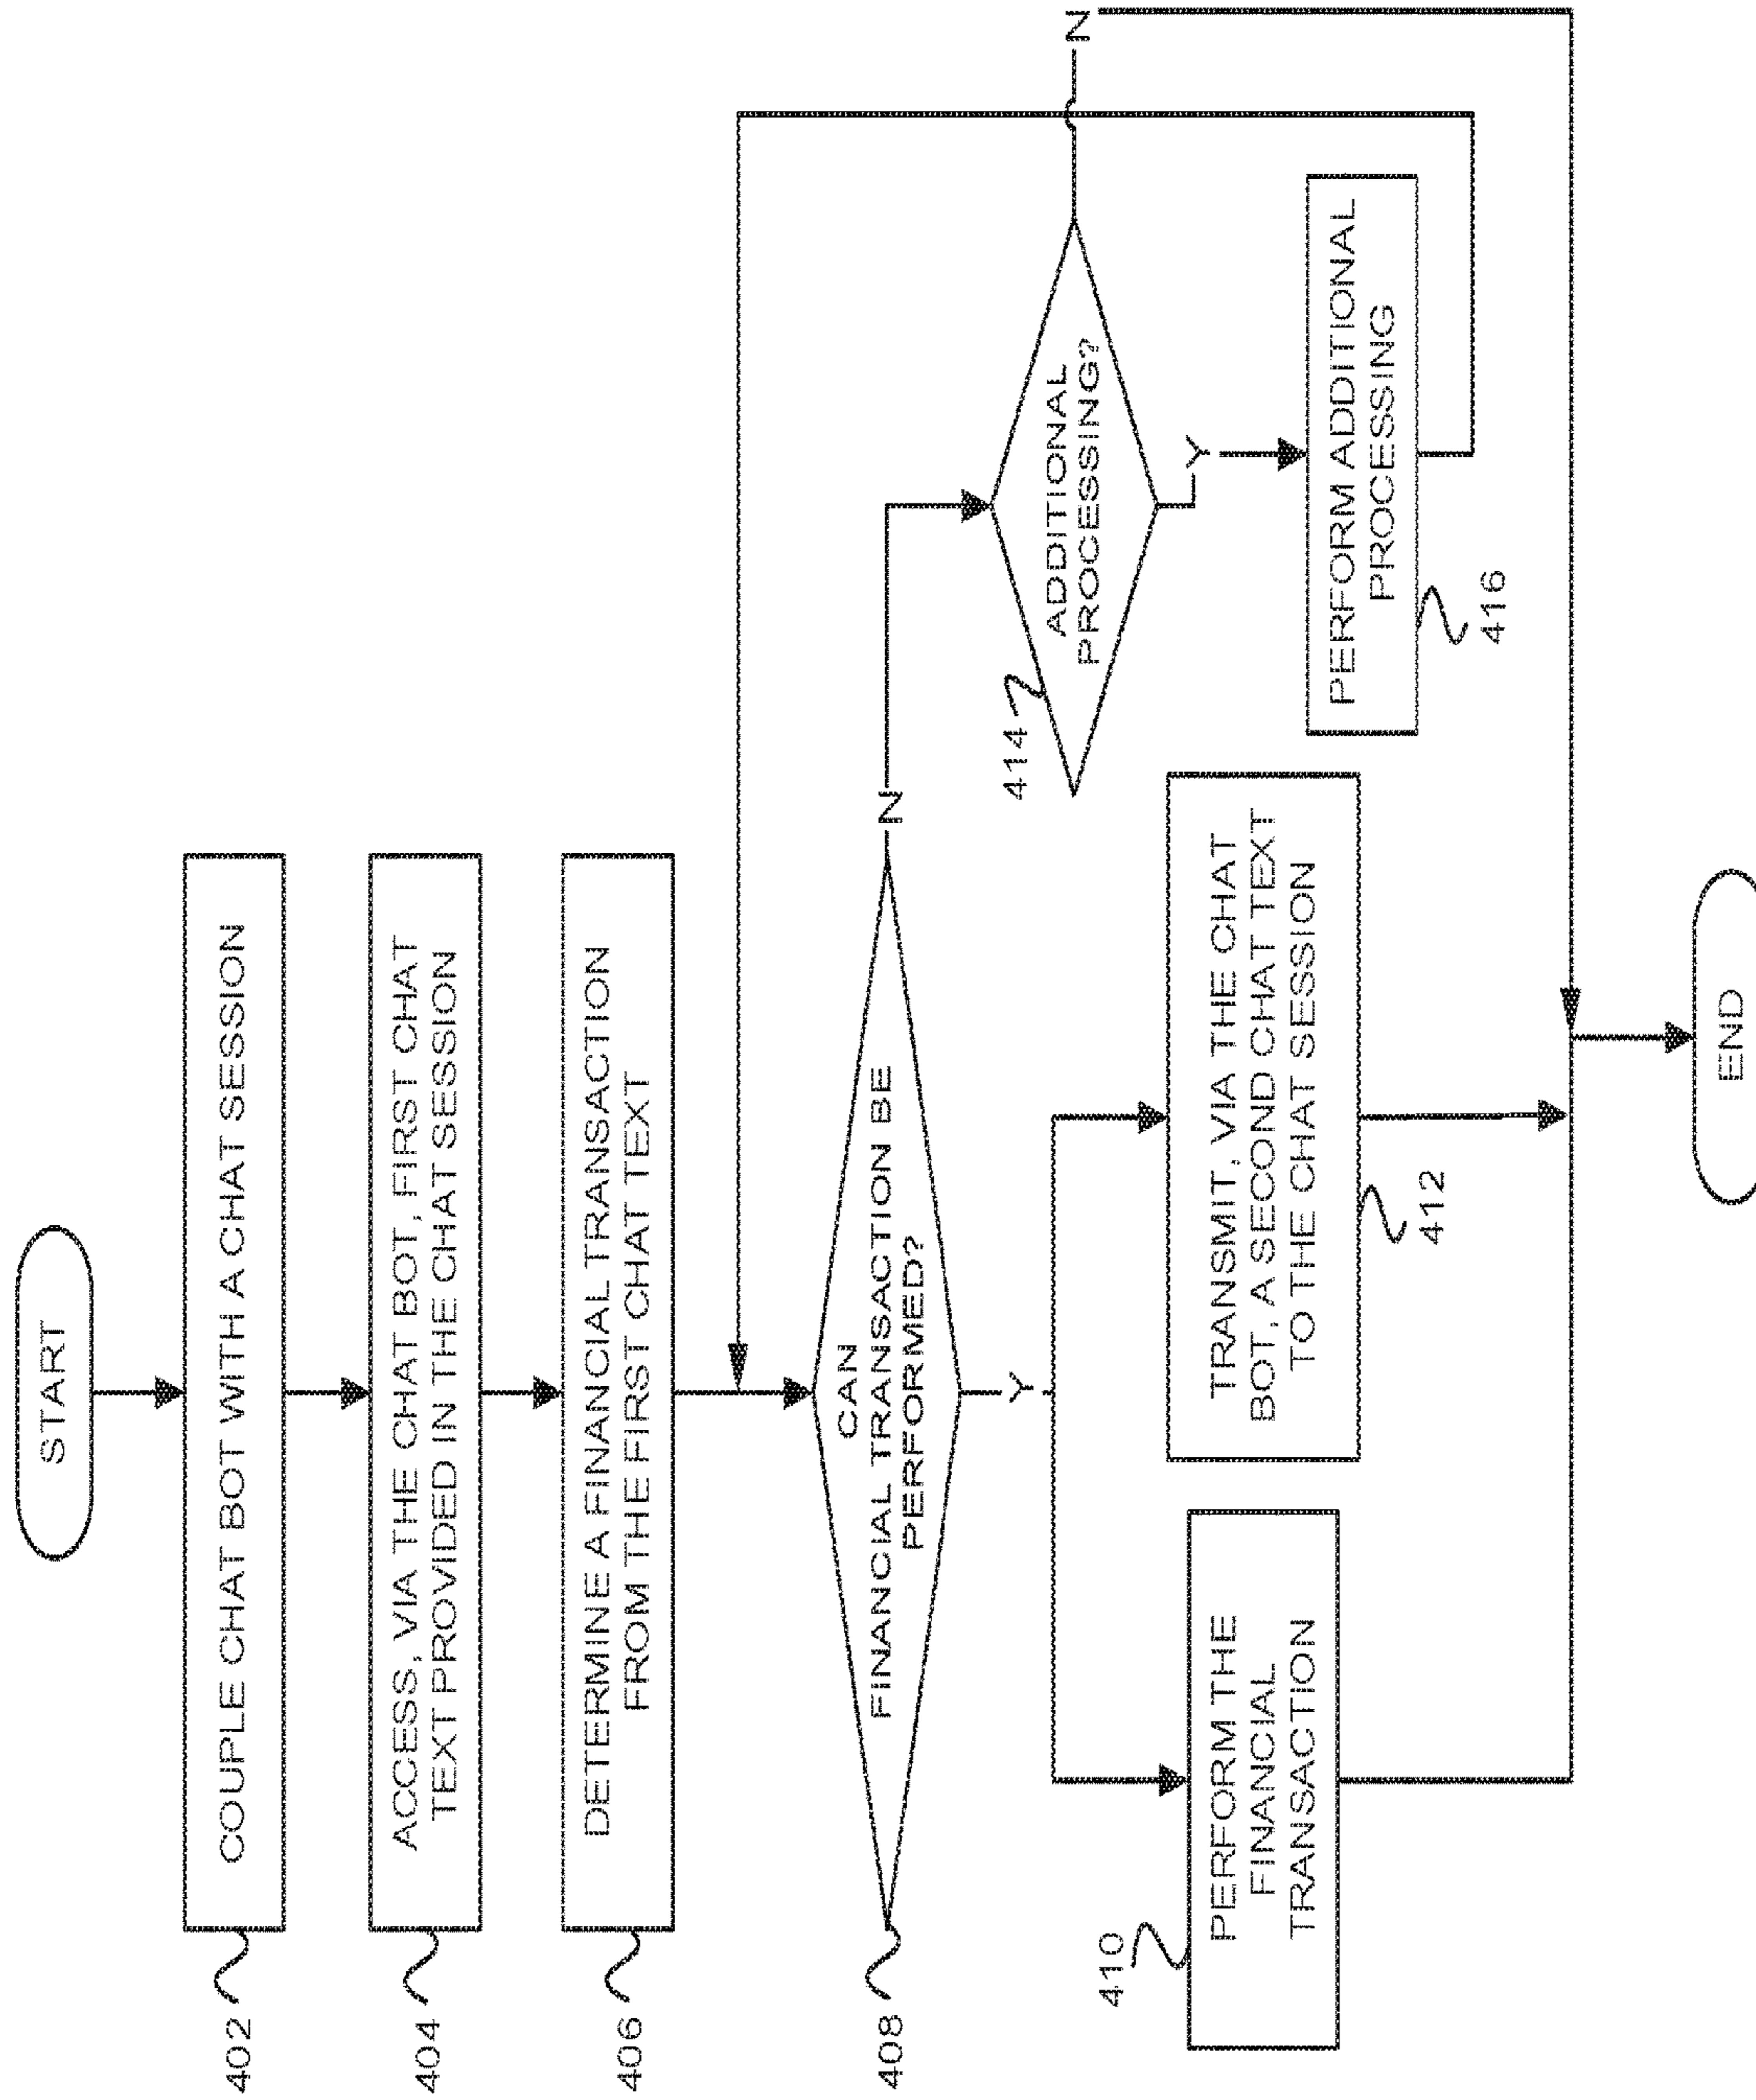 START
402
COUPLE CHAT BOT WITH A CHAT SESSION
404
ACCESS, VIA THE CHAT BOT, FIRST CHAT
TEXT PROVIDED IN THE CHAT SESSION
406
DETERMINE A FINANCIAL TRANSACTION
FROM THE FIRST CHAT TEXT
408
CAN
FINANCIAL TRANSACTION BE
PERFORMED?
N
Y
414
ADDITIONAL
PROCESSING?
N
Y
410
PERFORM THE
FINANCIAL
TRANSACTION
TRANSMIT, VIA THE CHAT
BOT, A SECOND CHAT TEXT
TO THE CHAT SESSION
412
PERFORM ADDITIONAL
PROCESSING
416
END